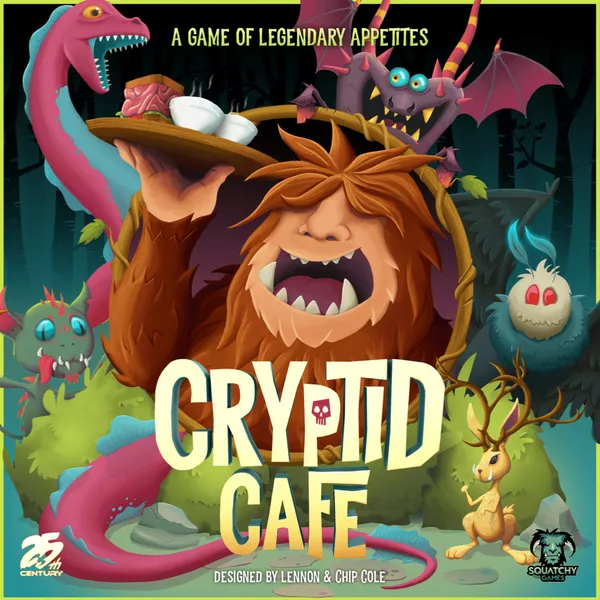 A GAME OF LEGENDARY APPETITES
CRYPTID
CAFE
DESIGNED BY LENNON & CHIP COLE
25th
CENTURY
SQUATCHY
GAMES